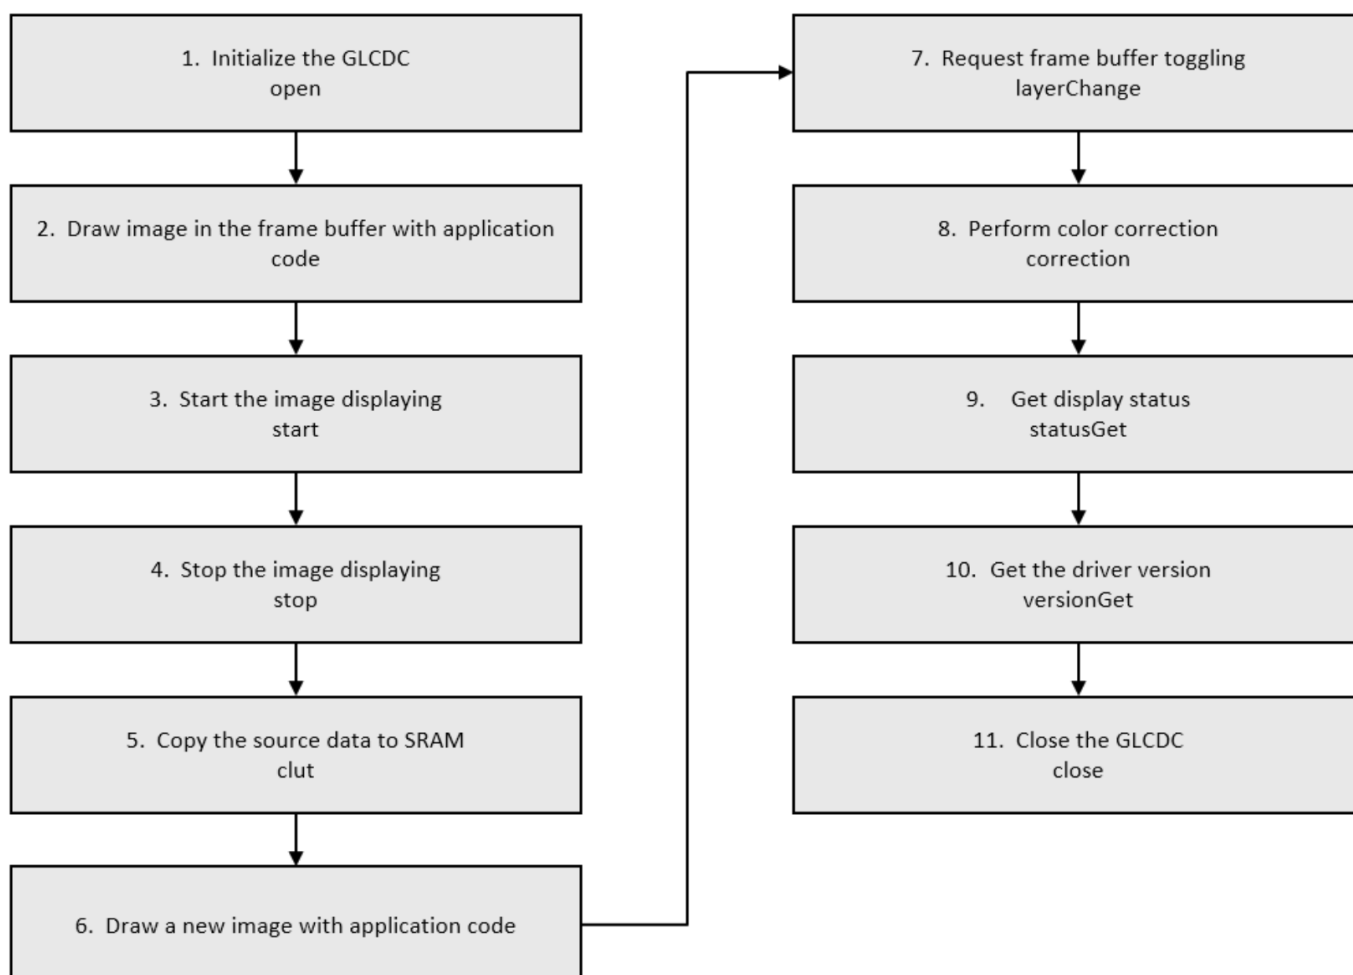 1. Initialize the GLCDC
open
2. Draw image in the frame buffer with application
code
3. Start the image displaying
start
4. Stop the image displaying
stop
5. Copy the source data to SRAM
clut
6. Draw a new image with application code
7. Request frame buffer toggling
layerChange
8. Perform color correction
correction
9. Get display status
statusGet
10. Get the driver version
versionGet
11. Close the GLCDC
close